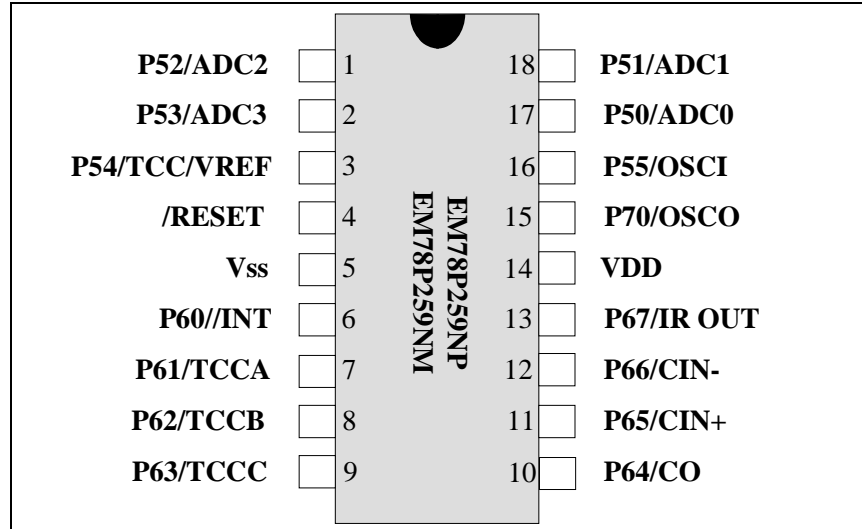 P52/ADC2 1 18 P51/ADC1
P53/ADC3 2 17 P50/ADC0
P54/TCC/VREF 3 16 P55/OSCI
/RESET 4 15 P70/OSCO
Vss 5 14 VDD
P60//INT 6 13 P67/IR OUT
P61/TCCA 7 12 P66/CIN-
P62/TCCB 8 11 P65/CIN+
P63/TCCC 9 10 P64/CO
EM78P259NP
EM78P259NM